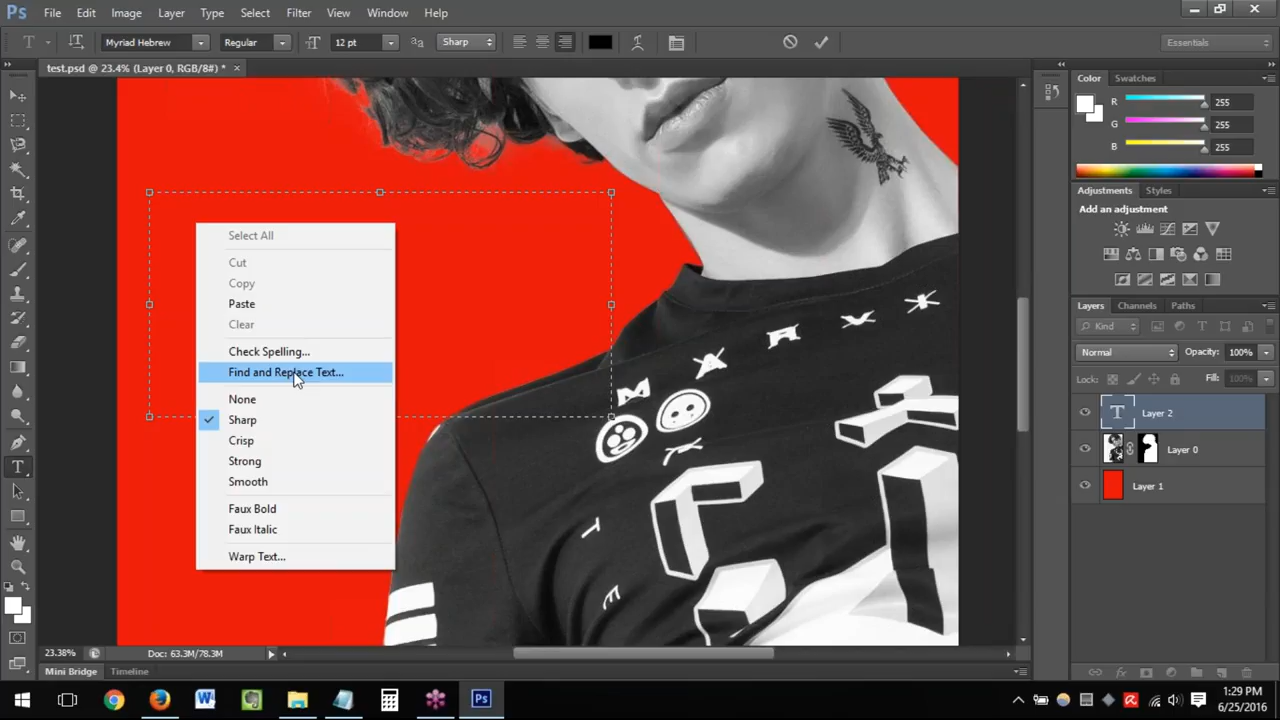 Ps File Edit Image Layer Type Select Filter View Window Help
T Myriad Hebrew Regular 12 pt aa Sharp Essentials
test.psd @ 23.4% (Layer 0, RGB/8#) * ×
Color Swatches
R 255
G 255
B 255
Adjustments Styles
Add an adjustment
Select All
Cut
Copy
Paste
Clear
Check Spelling...
Find and Replace Text...
None
Sharp
Crisp
Strong
Smooth
Faux Bold
Faux Italic
Warp Text...
Layers Channels Paths
Kind
Normal Opacity: 100%
Lock: Fill: 100%
T Layer 2
Layer 0
Layer 1
23.38% Doc: 63.3M/78.3M
Mini Bridge Timeline
1:29 PM
6/25/2016